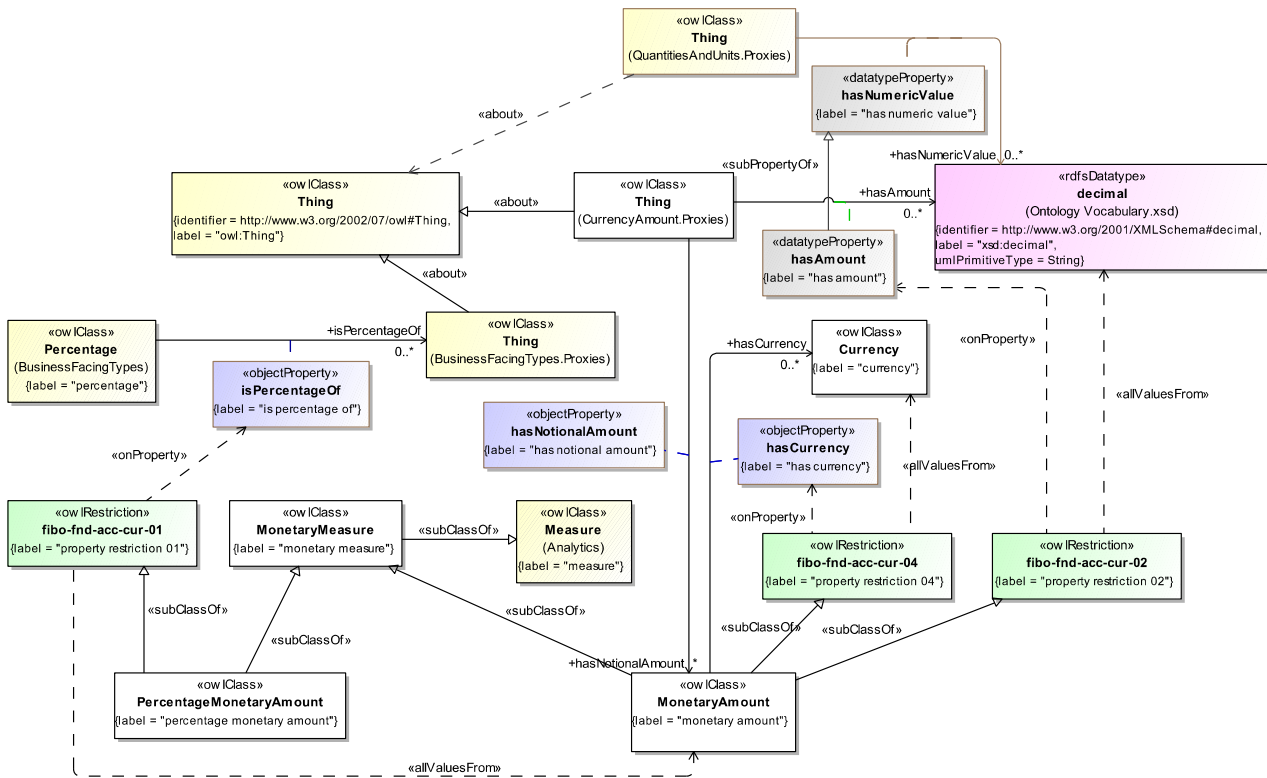 «owlClass»
Thing
(QuantitiesAndUnits.Proxies)
«datatypeProperty»
hasNumericValue
{label = "has numeric value"}
«about»
«subPropertyOf»
+hasNumericValue 0..*
«owlClass»
Thing
{identifier = http://www.w3.org/2002/07/owl#Thing,
label = "owl:Thing"}
«about»
«owlClass»
Thing
(CurrencyAmount.Proxies)
+hasAmount
0..*
«rdfsDatatype»
decimal
(Ontology Vocabulary.xsd)
{identifier = http://www.w3.org/2001/XMLSchema#decimal,
label = "xsd:decimal",
umlPrimitiveType = String}
«datatypeProperty»
hasAmount
{label = "has amount"}
«about»
«owlClass»
Percentage
(BusinessFacingTypes)
{label = "percentage"}
+isPercentageOf
0..*
«owlClass»
Thing
(BusinessFacingTypes.Proxies)
+hasCurrency
0..*
«owlClass»
Currency
{label = "currency"}
«onProperty»
«allValuesFrom»
«objectProperty»
isPercentageOf
{label = "is percentage of"}
«objectProperty»
hasNotionalAmount
{label = "has notional amount"}
«objectProperty»
hasCurrency
{label = "has currency"}
«onProperty»
«allValuesFrom»
«owlRestriction»
fibo-fnd-acc-cur-01
{label = "property restriction 01"}
«owlClass»
MonetaryMeasure
{label = "monetary measure"}
«subClassOf»
«owlClass»
Measure
(Analytics)
{label = "measure"}
«onProperty»
«owlRestriction»
fibo-fnd-acc-cur-04
{label = "property restriction 04"}
«owlRestriction»
fibo-fnd-acc-cur-02
{label = "property restriction 02"}
«subClassOf»
«subClassOf»
«subClassOf»
«subClassOf»
«subClassOf»
+hasNotionalAmount *
«owlClass»
PercentageMonetaryAmount
{label = "percentage monetary amount"}
«owlClass»
MonetaryAmount
{label = "monetary amount"}
«allValuesFrom»